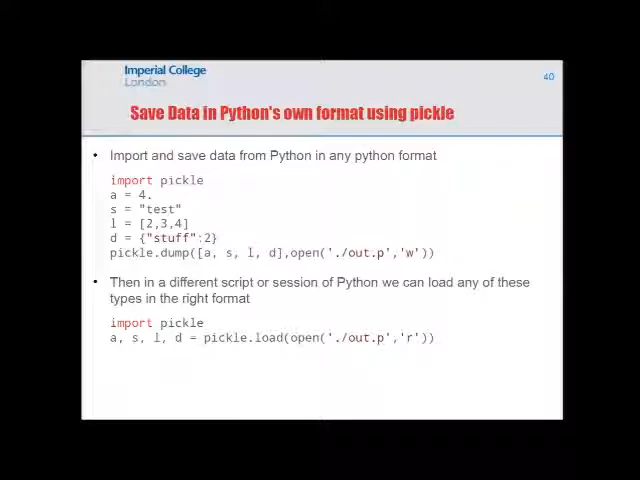 Imperial College
London
40
Save Data in Python's own format using pickle
• Import and save data from Python in any python format
import pickle
a = 4.
s = "test"
l = [2,3,4]
d = {"stuff":2}
pickle.dump([a, s, l, d],open('./out.p','w'))
• Then in a different script or session of Python we can load any of these
types in the right format
import pickle
a, s, l, d = pickle.load(open('./out.p','r'))